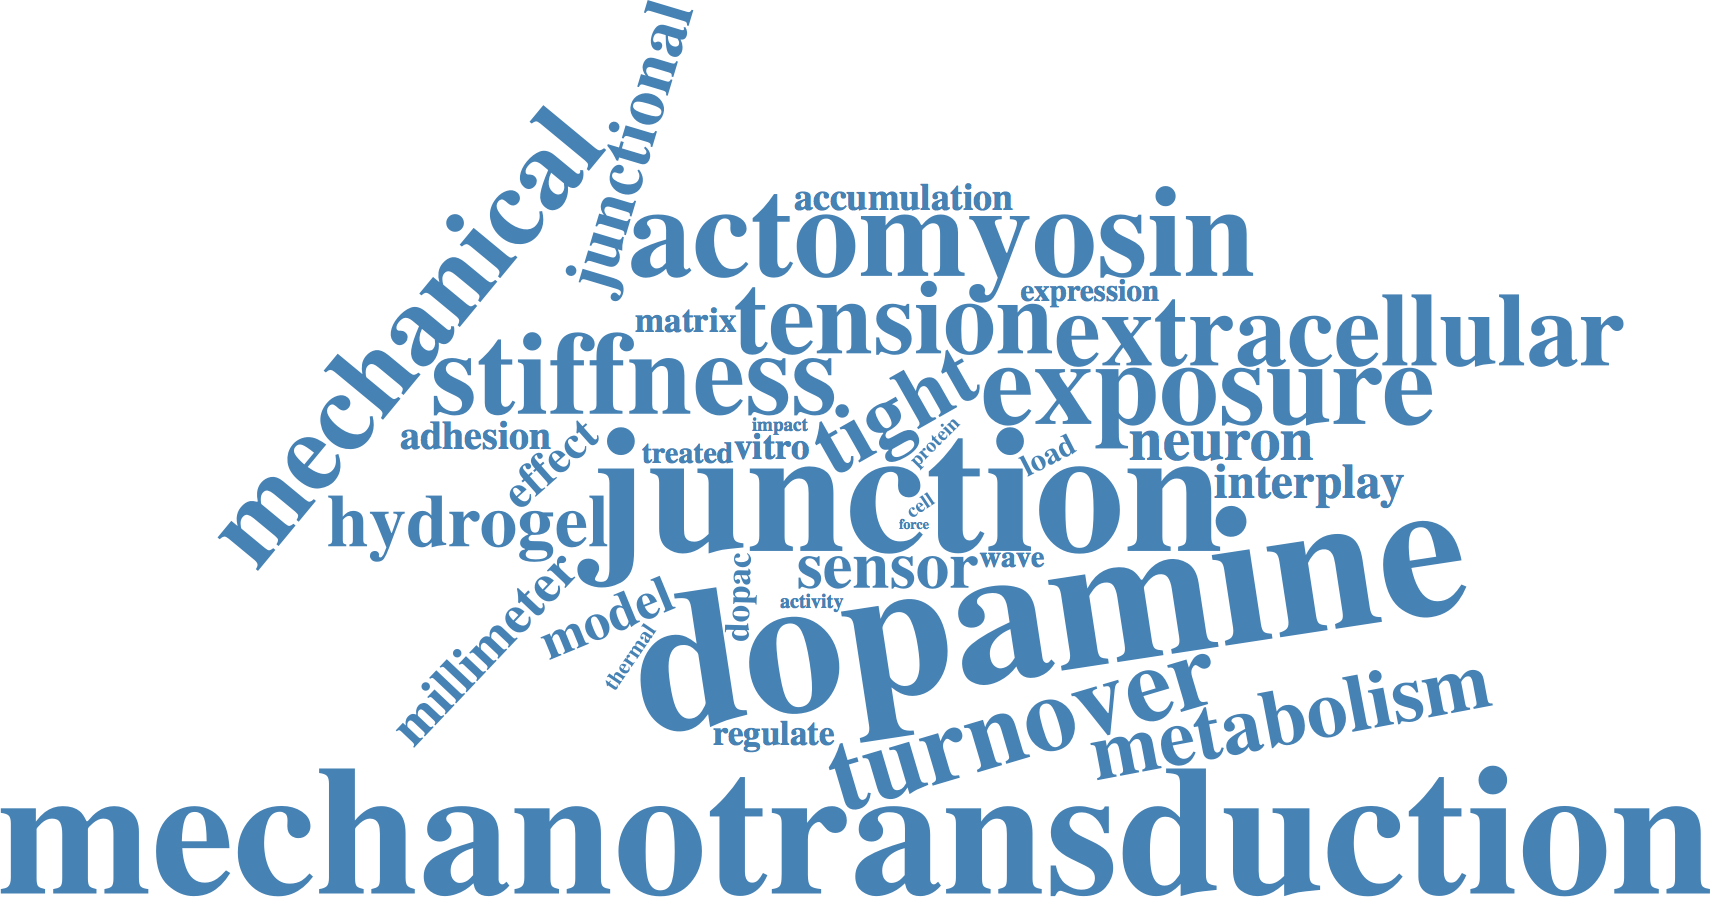 junctional
mechanical
accumulation
actomyosin
expression
matrix
tension
extracellular
stiffness
tight
exposure
impact
adhesion
effect
treated
vitro
protein
load
neuron
junction
interplay
hydrogel
cell
force
dopamine
sensor
wave
millimeter
model
dopac
activity
thermal
regulate
turnover
metabolism
mechanotransduction